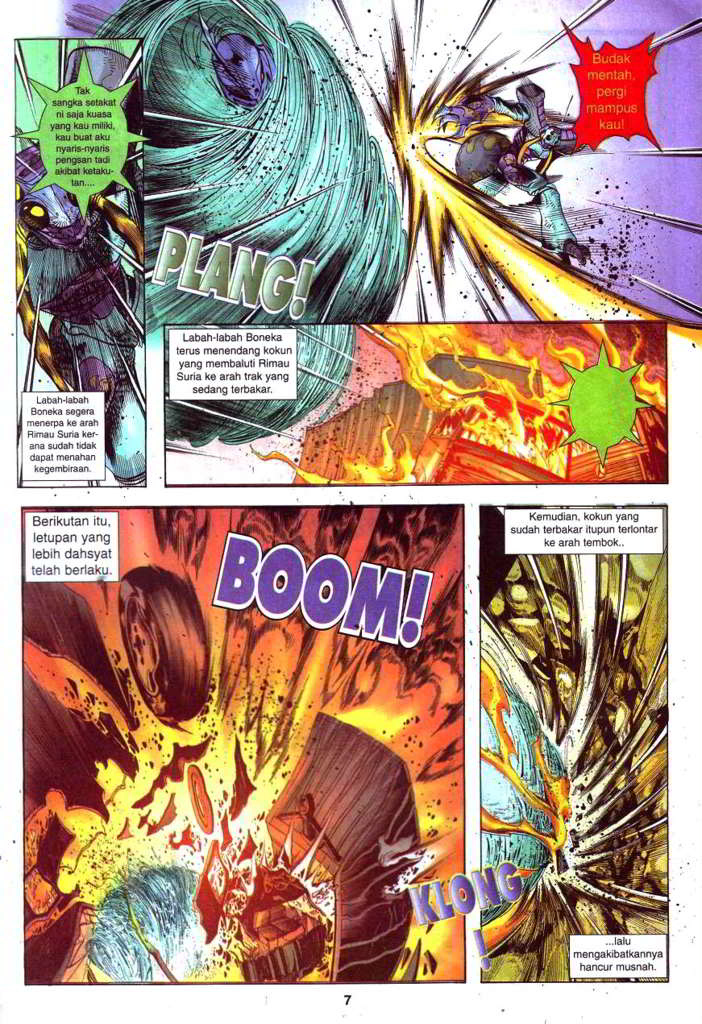 Tak
sangka setakat
ni saja kuasa
yang kau miliki,
kau buat aku
nyaris-nyaris
pengsan tadi
akibat ketaku-
tan....
Labah-labah
Boneka segera
menerpa ke arah
Rimau Suria ker-
ana sudah tidak
dapat menahan
kegembiraan.
Budak
mentah,
pergi
mampus
kau!
PLANG!
Labah-labah Boneka
terus menendang kokun
yang membaluti Rimau
Suria ke arah trak yang
sedang terbakar.
Berikutan itu,
letupan yang
lebih dahsyat
telah berlaku.
BOOM!
Kemudian, kokun yang
sudah terbakar itupun terlontar
ke arah tembok..
KLONG
!
...lalu
mengakibatkannya
hancur musnah.
7